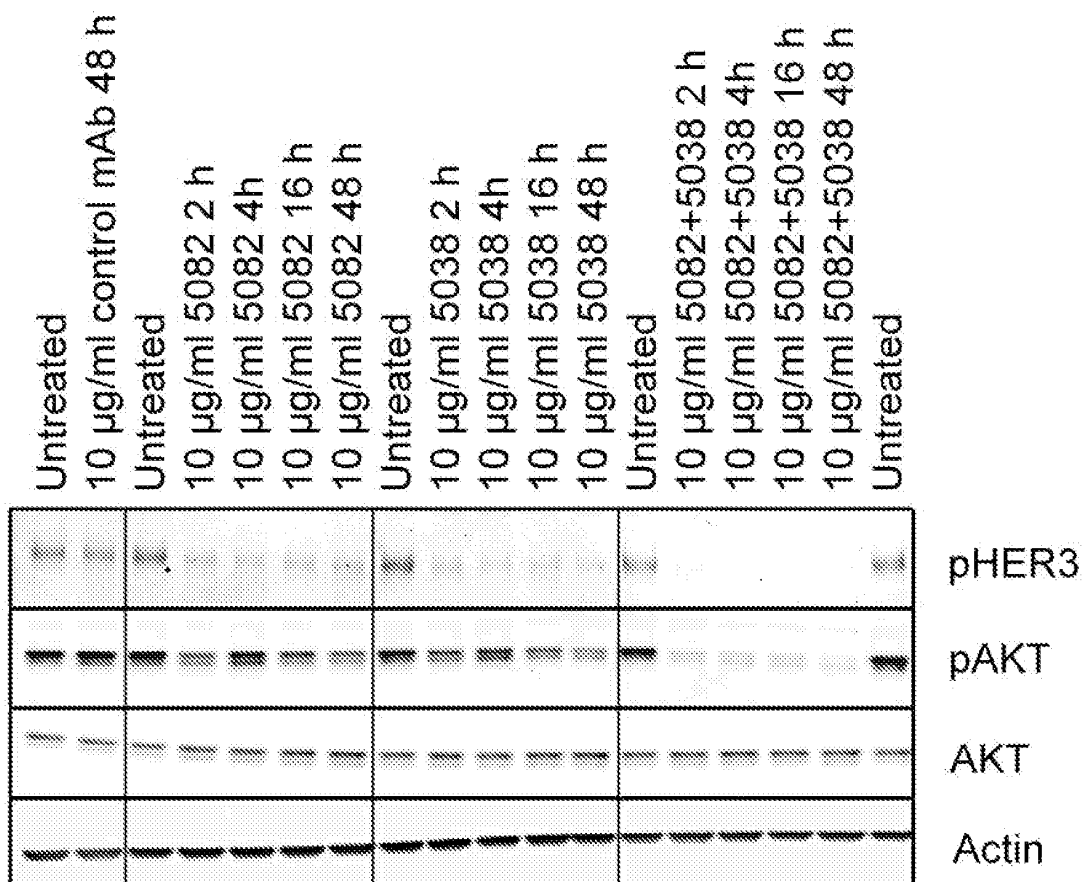 Untreated
10 µg/ml control mAb 48 h
Untreated
10 µg/ml 5082 2 h
10 µg/ml 5082 4h
10 µg/ml 5082 16 h
10 µg/ml 5082 48 h
Untreated
10 µg/ml 5038 2 h
10 µg/ml 5038 4h
10 µg/ml 5038 16 h
10 µg/ml 5038 48 h
Untreated
10 µg/ml 5082+5038 2 h
10 µg/ml 5082+5038 4h
10 µg/ml 5082+5038 16 h
10 µg/ml 5082+5038 48 h
Untreated
pHER3
pAKT
AKT
Actin